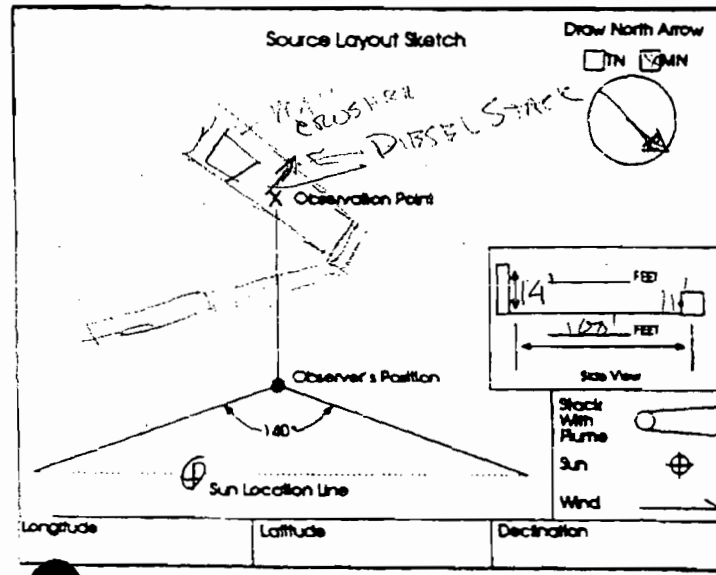 Source Layout Sketch
Draw North Arrow
TN MN
CRUSHER
DIESEL STACK
X Observation Point
14' FEET
11'
100' FEET
Side View
Observer's Position
140°
Sun Location Line
Stack
With
Plume
Sun
Wind
Longitude Latitude Declination